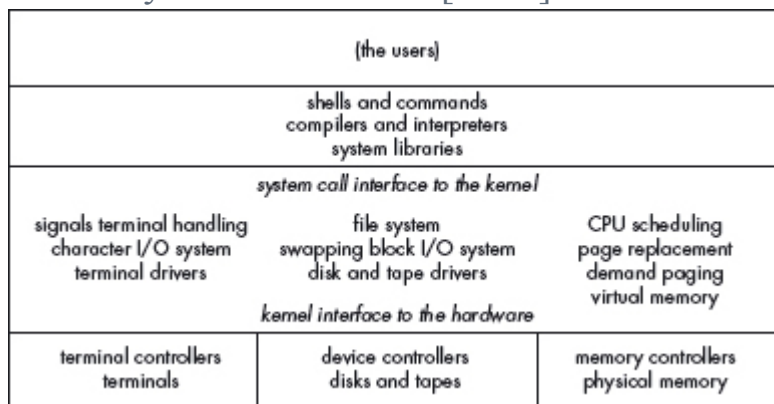 (the users)
shells and commands
compilers and interpreters
system libraries
system call interface to the kernel
signals terminal handling
character I/O system
terminal drivers
file system
swapping block I/O system
disk and tape drivers
CPU scheduling
page replacement
demand paging
virtual memory
kernel interface to the hardware
terminal controllers
terminals
device controllers
disks and tapes
memory controllers
physical memory